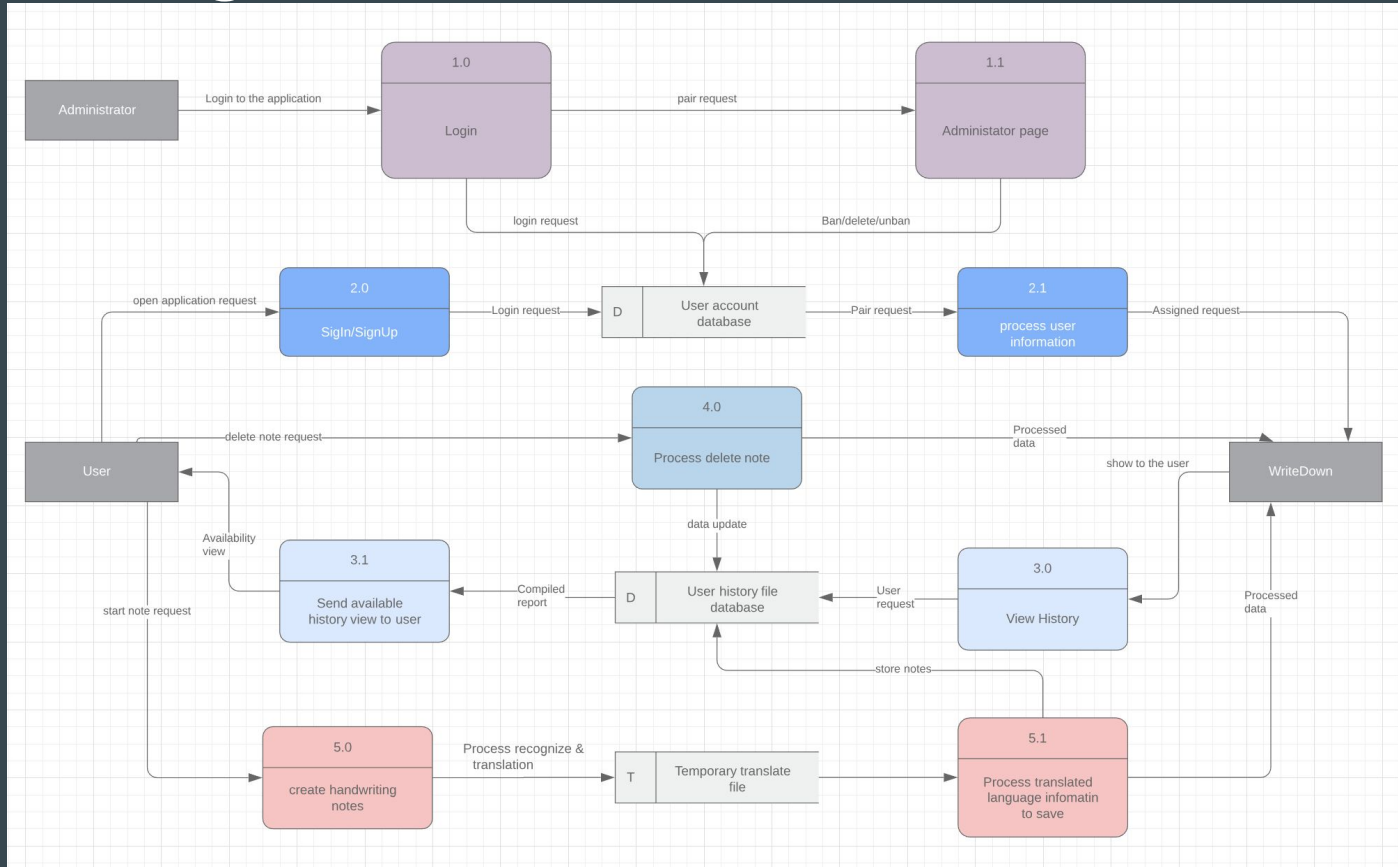 1.0
1.1
Administrator
Login to the application
pair request
Login
Administator page
login request
Ban/delete/unban
2.0
2.1
open application request
SigIn/SignUp
Login request
D
User account
database
Pair request
process user
information
Assigned request
4.0
delete note request
Process delete note
Processed
data
User
show to the user
WriteDown
data update
Availability
view
3.1
3.0
Send available
history view to user
Compiled
report
D
User history file
database
User
request
View History
start note request
Processed
data
store notes
5.0
5.1
Process recognize &
translation
create handwriting
notes
T
Temporary translate
file
Process translated
language infomatin
to save